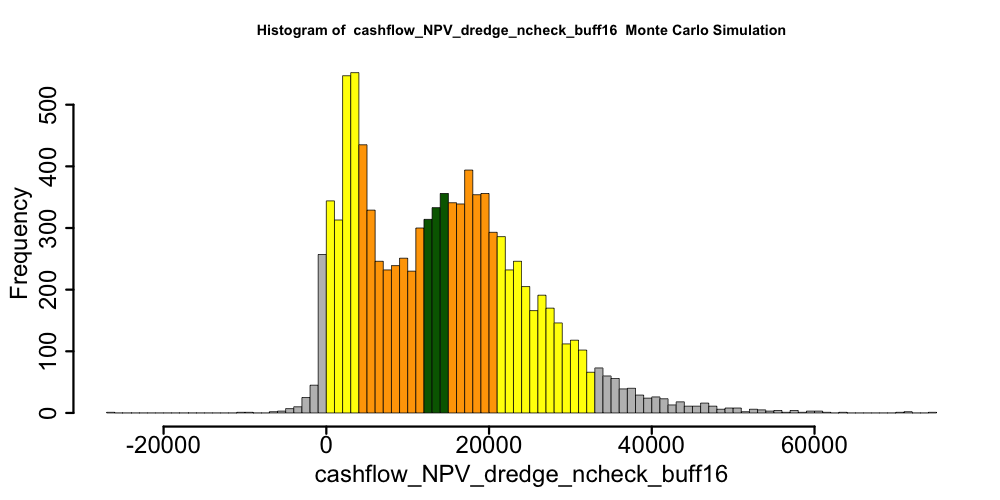 Histogram of  cashflow_NPV_dredge_ncheck_buff16  Monte Carlo Simulation
Frequency
500
400
300
200
100
0
-20000 0 20000 40000 60000
cashflow_NPV_dredge_ncheck_buff16